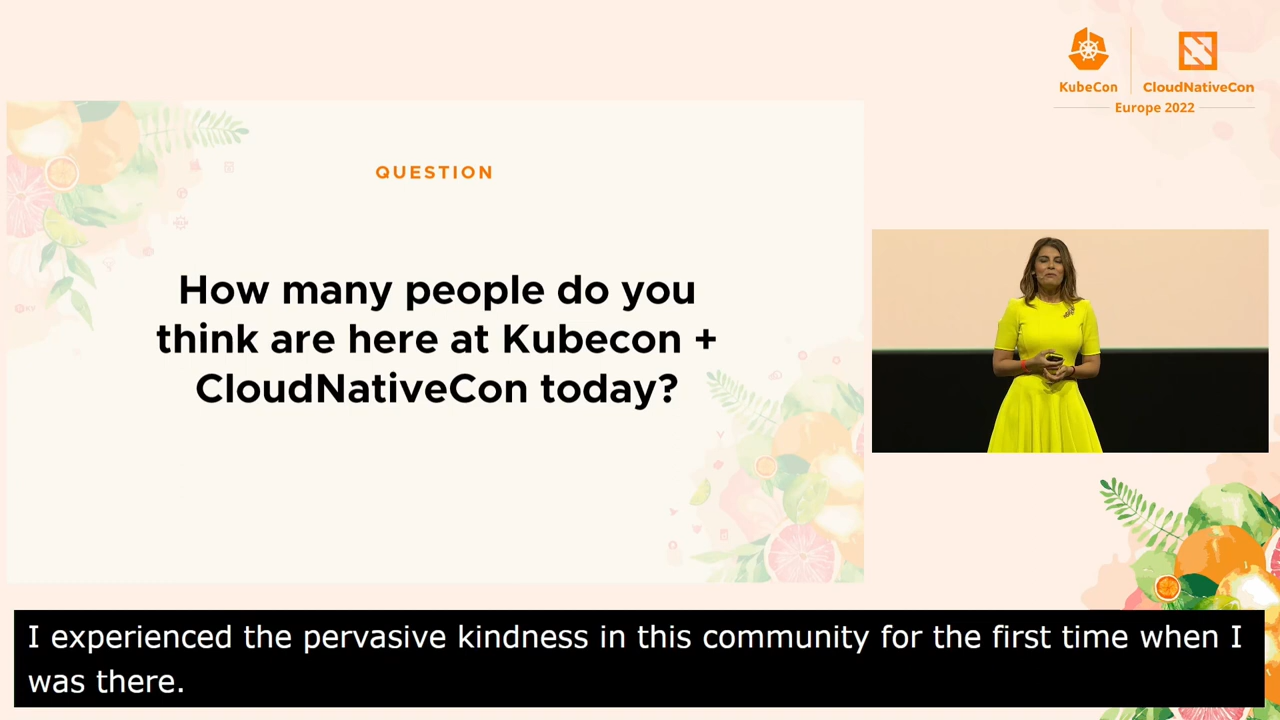 KubeCon
CloudNativeCon
Europe 2022
QUESTION
How many people do you
think are here at Kubecon +
CloudNativeCon today?
I experienced the pervasive kindness in this community for the first time when I
was there.